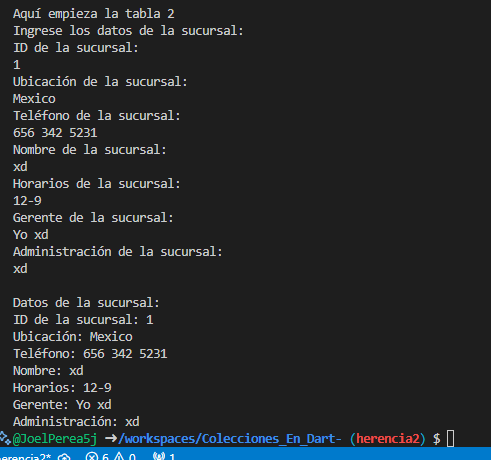 Aquí empieza la tabla 2
Ingrese los datos de la sucursal:
ID de la sucursal:
1
Ubicación de la sucursal:
Mexico
Teléfono de la sucursal:
656 342 5231
Nombre de la sucursal:
xd
Horarios de la sucursal:
12-9
Gerente de la sucursal:
Yo xd
Administración de la sucursal:
xd
Datos de la sucursal:
ID de la sucursal: 1
Ubicación: Mexico
Teléfono: 656 342 5231
Nombre: xd
Horarios: 12-9
Gerente: Yo xd
Administración: xd
@JoelPerea5j ➜/workspaces/Colecciones_En_Dart- (herencia2) $
herencia2* 6 0 1